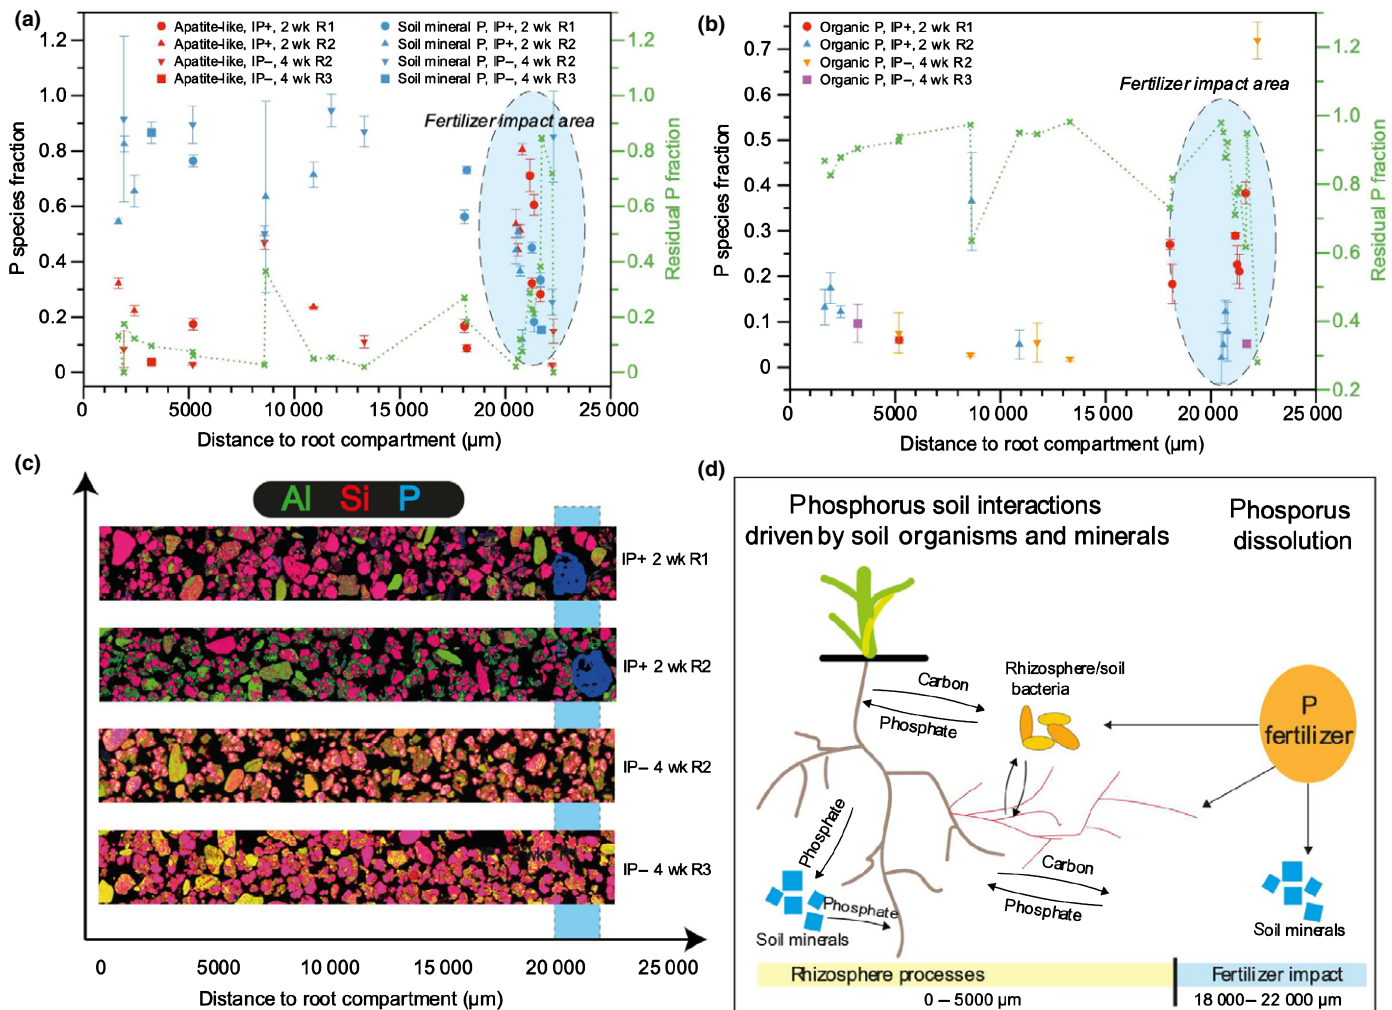 (a)
Apatite-like, IP+, 2 wk R1
Apatite-like, IP+, 2 wk R2
Apatite-like, IP–, 4 wk R2
Apatite-like, IP–, 4 wk R3
Soil mineral P, IP+, 2 wk R1
Soil mineral P, IP+, 2 wk R2
Soil mineral P, IP–, 4 wk R2
Soil mineral P, IP–, 4 wk R3
Fertilizer impact area
P species fraction
1.2
1.0
0.8
0.6
0.4
0.2
0
Residual P fraction
1.2
1.0
0.8
0.6
0.4
0.2
0
0 5000 10 000 15 000 20 000 25 000
Distance to root compartment (µm)
(b)
Organic P, IP+, 2 wk R1
Organic P, IP+, 2 wk R2
Organic P, IP–, 4 wk R2
Organic P, IP–, 4 wk R3
Fertilizer impact area
P species fraction
0.7
0.6
0.5
0.4
0.3
0.2
0.1
0
Residual P fraction
1.2
1.0
0.8
0.6
0.4
0.2
0 5000 10 000 15 000 20 000 25 000
Distance to root compartment (µm)
(c)
Al Si P
IP+ 2 wk R1
IP+ 2 wk R2
IP– 4 wk R2
IP– 4 wk R3
0 5000 10 000 15 000 20 000 25 000
Distance to root compartment (µm)
(d)
Phosphorus soil interactions
driven by soil organisms and minerals
Phosporus
dissolution
Rhizosphere/soil
bacteria
Carbon
Phosphate
P
fertilizer
Phosphate
Carbon
Phosphate
Phosphate
Soil minerals
Soil minerals
Rhizosphere processes
Fertilizer impact
0 – 5000 µm
18 000– 22 000 µm